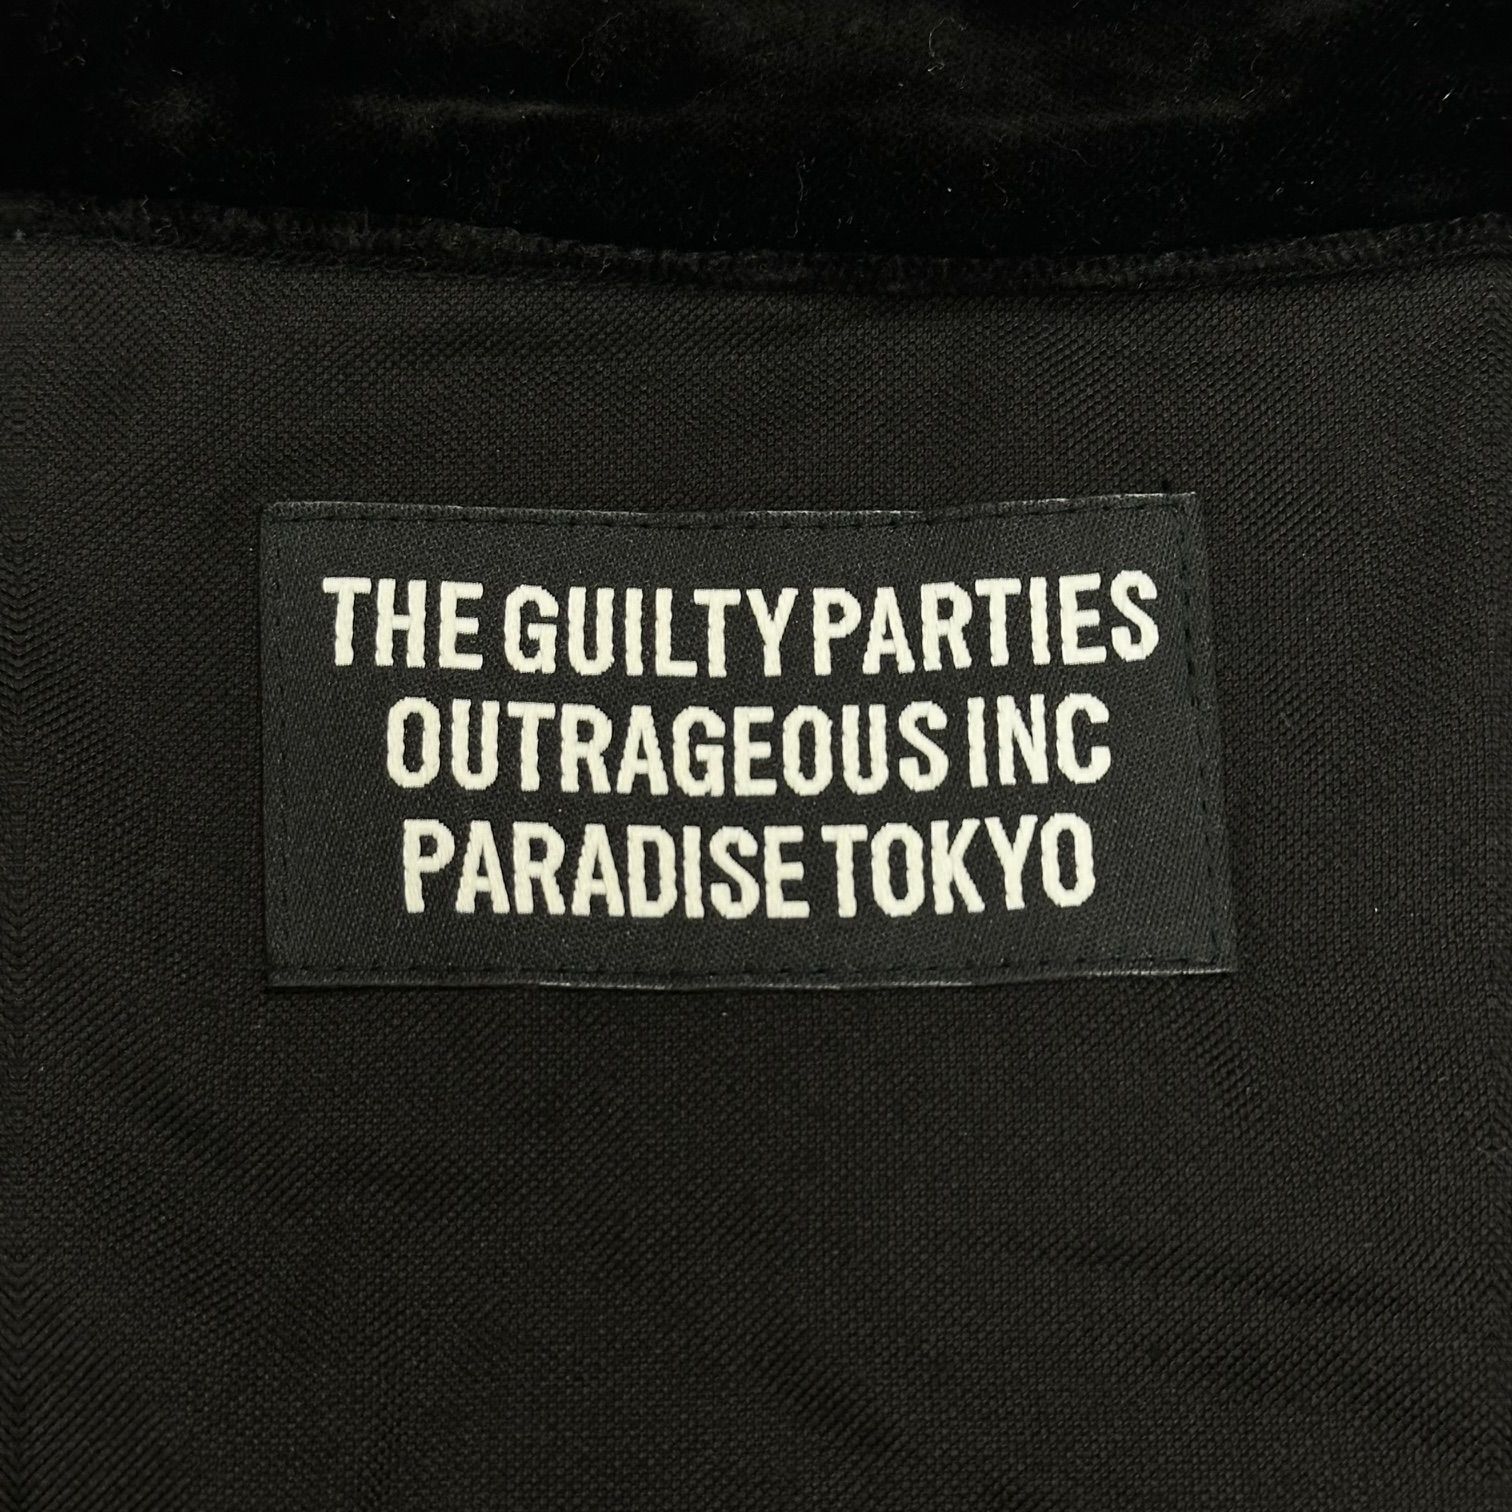 THE GUILTY PARTIES
OUTRAGEOUS INC
PARADISE TOKYO